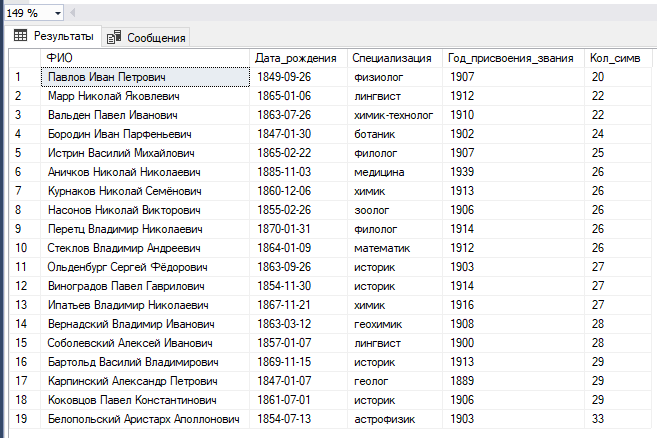 149 %
Результаты Сообщения
ФИО Дата_рождения Специализация Год_присвоения_звания Кол_симв
1 Павлов Иван Петрович 1849-09-26 физиолог 1907 20
2 Марр Николай Яковлевич 1865-01-06 лингвист 1912 22
3 Вальден Павел Иванович 1863-07-26 химик-технолог 1910 22
4 Бородин Иван Парфеньевич 1847-01-30 ботаник 1902 24
5 Истрин Василий Михайлович 1865-02-22 филолог 1907 25
6 Аничков Николай Николаевич 1885-11-03 медицина 1939 26
7 Курнаков Николай Семёнович 1860-12-06 химик 1913 26
8 Насонов Николай Викторович 1855-02-26 зоолог 1906 26
9 Перетц Владимир Николаевич 1870-01-31 филолог 1914 26
10 Стеклов Владимир Андреевич 1864-01-09 математик 1912 26
11 Ольденбург Сергей Фёдорович 1863-09-26 историк 1903 27
12 Виноградов Павел Гаврилович 1854-11-30 историк 1914 27
13 Ипатьев Владимир Николаевич 1867-11-21 химик 1916 27
14 Вернадский Владимир Иванович 1863-03-12 геохимик 1908 28
15 Соболевский Алексей Иванович 1857-01-07 лингвист 1900 28
16 Бартольд Василий Владимирович 1869-11-15 историк 1913 29
17 Карпинский Александр Петрович 1847-01-07 геолог 1889 29
18 Коковцов Павел Константинович 1861-07-01 историк 1906 29
19 Белопольский Аристарх Аполлонович 1854-07-13 астрофизик 1903 33